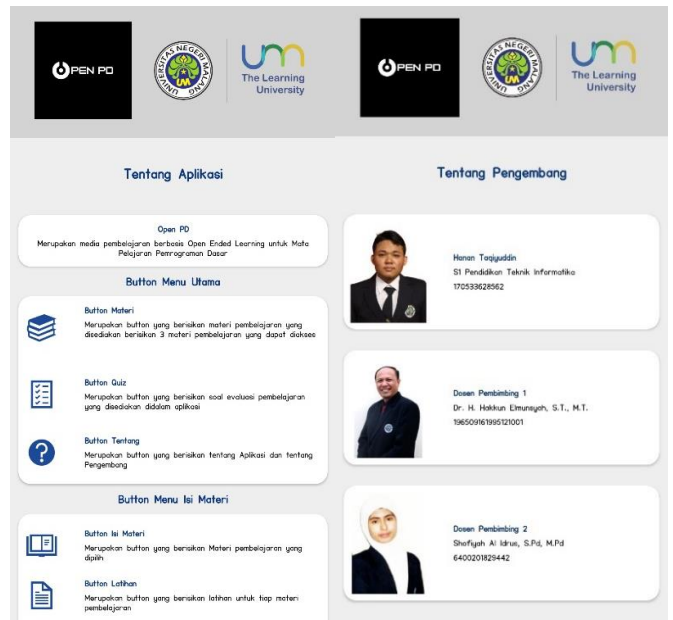 OPEN PD
UNIVERSITAS NEGERI MALANG
UM
um
The Learning
University
Tentang Aplikasi
Open PD
Merupakan media pembelajaran berbasis Open Ended Learning untuk Mata
Pelajaran Pemrograman Dasar
Button Menu Utama
Button Materi
Merupakan button yang berisikan materi pembelajaran yang
disediakan berisikan 3 materi pembelajaran yang dapat diakses
Button Quiz
Merupakan button yang berisikan soal evaluasi pembelajaran
yang disediakan didalam aplikasi
Button Tentang
Merupakan button yang berisikan tentang Aplikasi dan tentang
Pengembang
Button Menu Isi Materi
Button Isi Materi
Merupakan button yang berisikan Materi pembelajaran yang
dipilih
Button Latihan
Merupakan button yang berisikan latihan untuk tiap materi
pembelajaran
OPEN PD
UNIVERSITAS NEGERI MALANG
UM
um
The Learning
University
Tentang Pengembang
Hanan Taqiyuddin
S1 Pendidikan Teknik Informatika
170533628562
Dosen Pembimbing 1
Dr. H. Hakkun Elmunsyah, S.T., M.T.
196509161995121001
Dosen Pembimbing 2
Shofiyah Al Idrus, S.Pd, M.Pd
6400201829442